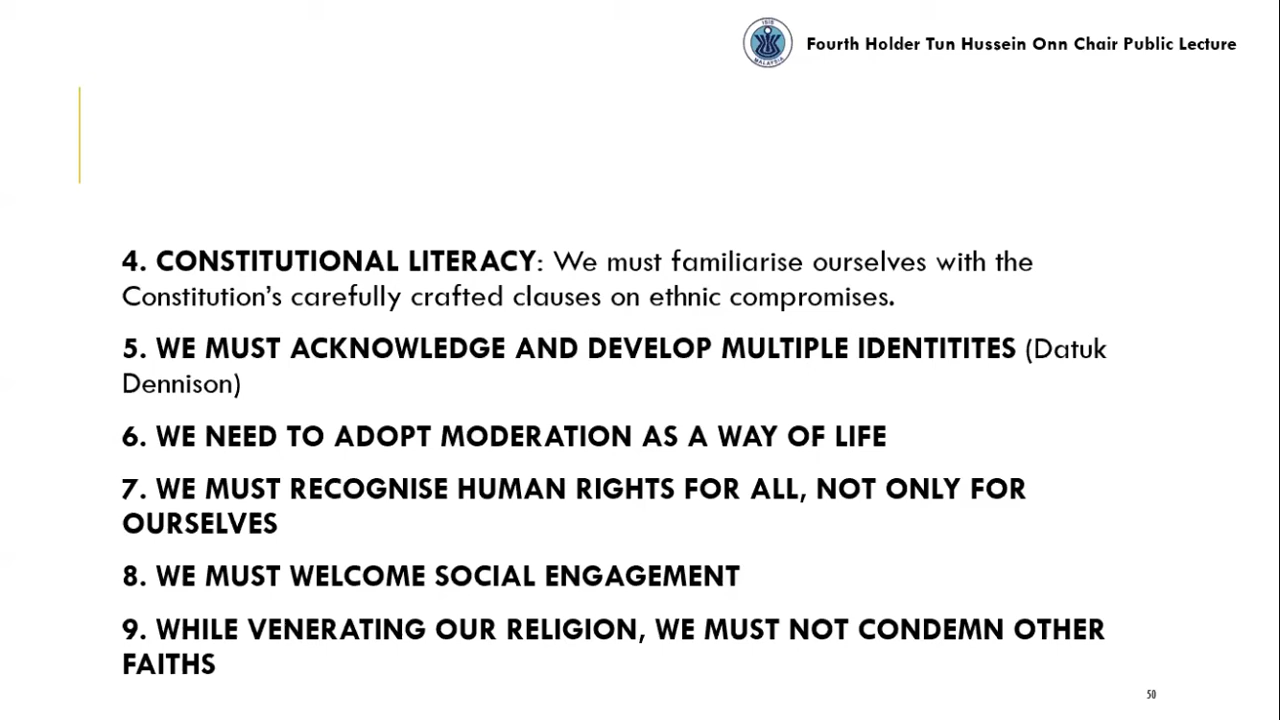 ISIS
MALAYSIA
Fourth Holder Tun Hussein Onn Chair Public Lecture
4. CONSTITUTIONAL LITERACY: We must familiarise ourselves with the
Constitution’s carefully crafted clauses on ethnic compromises.
5. WE MUST ACKNOWLEDGE AND DEVELOP MULTIPLE IDENTITITES (Datuk
Dennison)
6. WE NEED TO ADOPT MODERATION AS A WAY OF LIFE
7. WE MUST RECOGNISE HUMAN RIGHTS FOR ALL, NOT ONLY FOR
OURSELVES
8. WE MUST WELCOME SOCIAL ENGAGEMENT
9. WHILE VENERATING OUR RELIGION, WE MUST NOT CONDEMN OTHER
FAITHS
50